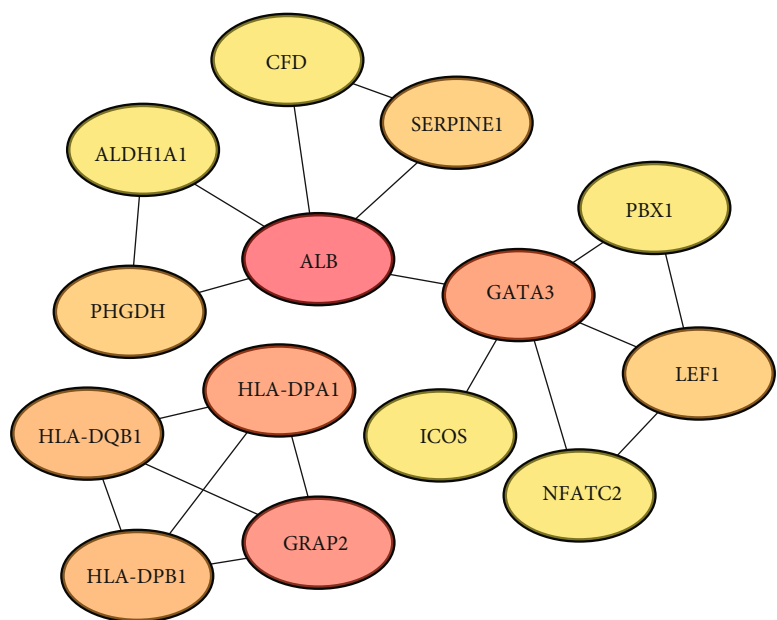 CFD
SERPINE1
ALDH1A1
PBX1
ALB
GATA3
PHGDH
LEF1
HLA-DPA1
HLA-DQB1
ICOS
NFATC2
GRAP2
HLA-DPB1